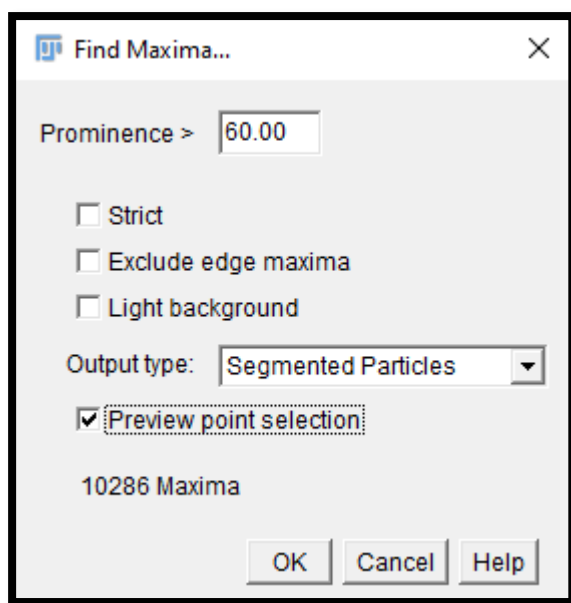 Find Maxima...
Prominence > 60.00
Strict
Exclude edge maxima
Light background
Output type: Segmented Particles
Preview point selection
10286 Maxima
OK Cancel Help